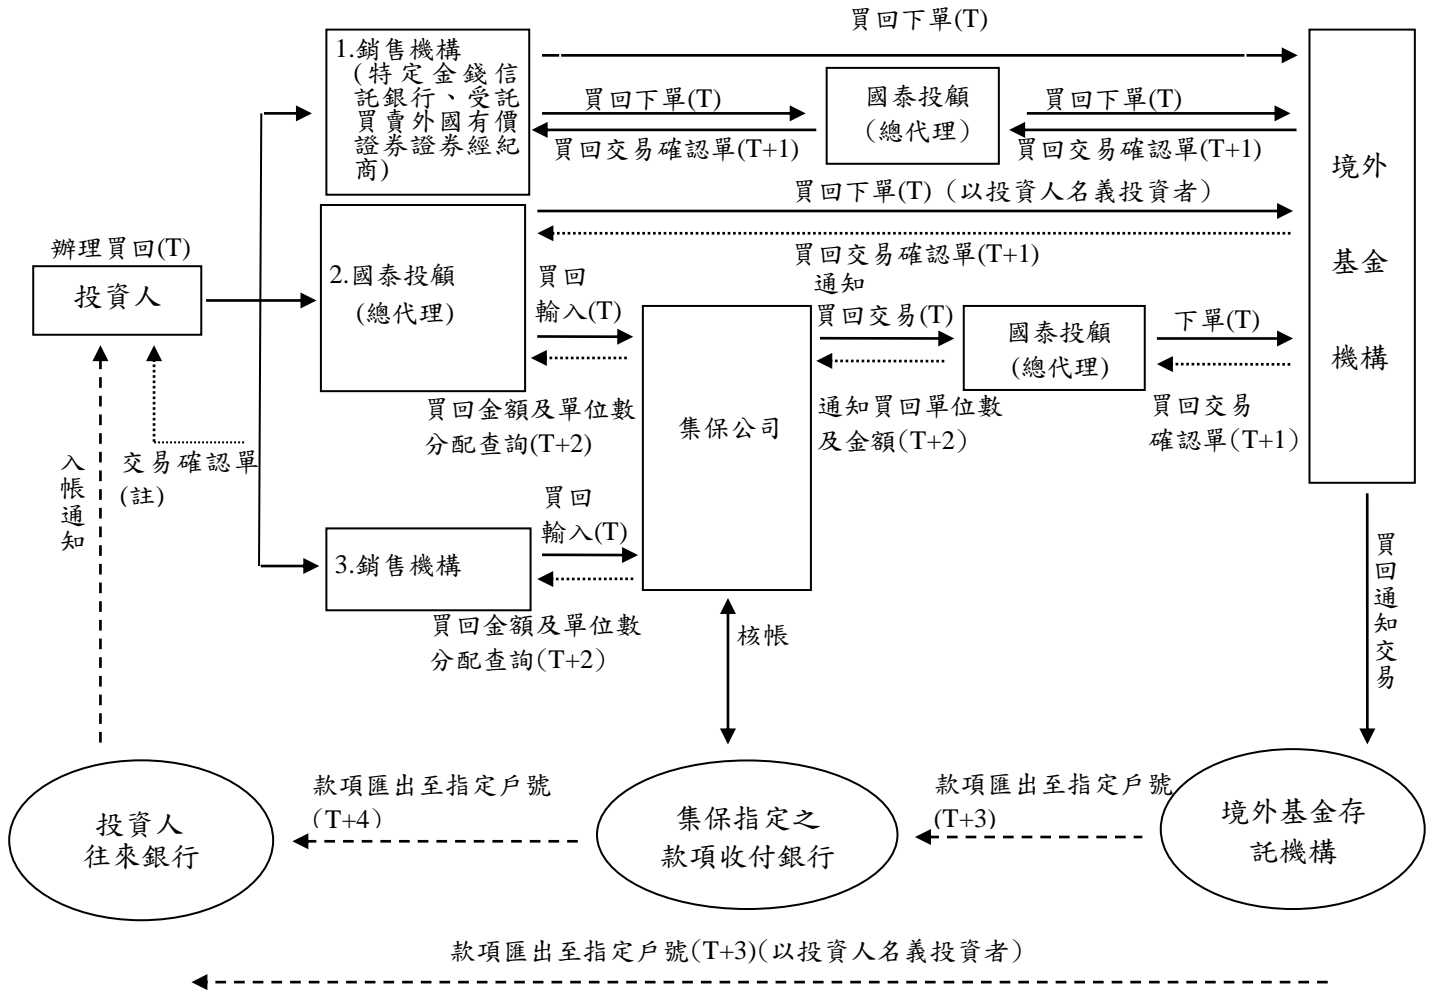 買回下單(T)
1.銷售機構
(特定金錢信
託銀行、受託
買賣外國有價
證券證券經紀
商)
買回下單(T)
買回交易確認單(T+1)
國泰投顧
(總代理)
買回下單(T)
買回交易確認單(T+1)
境外
基金
機構
買回下單(T)（以投資人名義投資者）
買回交易確認單(T+1)
辦理買回(T)
投資人
2.國泰投顧
(總代理)
買回
輸入(T)
通知
買回交易(T)
國泰投顧
(總代理)
下單(T)
買回金額及單位數
分配查詢(T+2)
集保公司
通知買回單位數
及金額(T+2)
買回交易
確認單(T+1)
入帳通知
交易確認單
(註)
買回
輸入(T)
3.銷售機構
買回金額及單位數
分配查詢(T+2)
核帳
買回通知交易
款項匯出至指定戶號
(T+4)
款項匯出至指定戶號
(T+3)
投資人
往來銀行
集保指定之
款項收付銀行
境外基金存
託機構
款項匯出至指定戶號(T+3)(以投資人名義投資者)